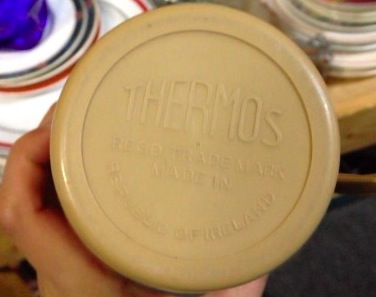 THERMOS
REGD TRADE MARK
MADE IN
REPUBLIC OF IRELAND